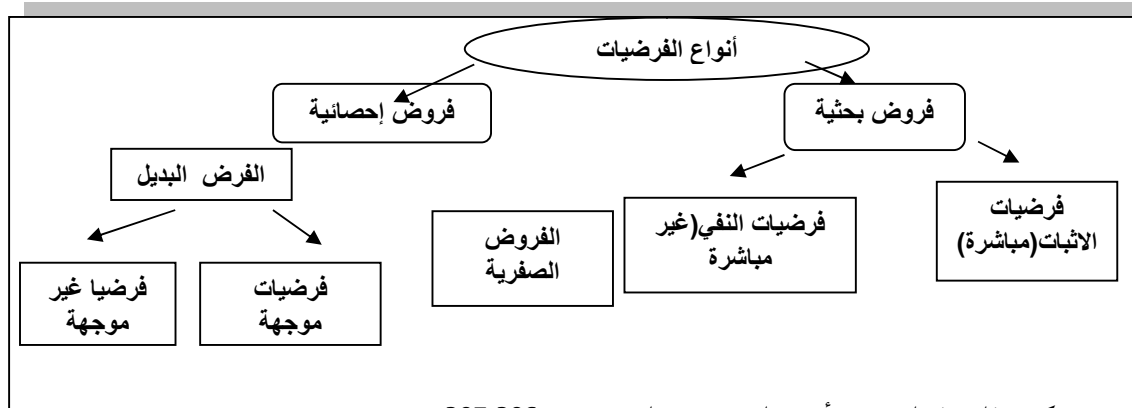 أنواع الفرضيات
فروض بحثية
فروض إحصائية
الفرض البديل
فرضيات
الاثبات(مباشرة)
فرضيات النفي(غير
مباشرة
الفروض
الصفرية
فرضيات
موجهة
فرضيا غير
موجهة